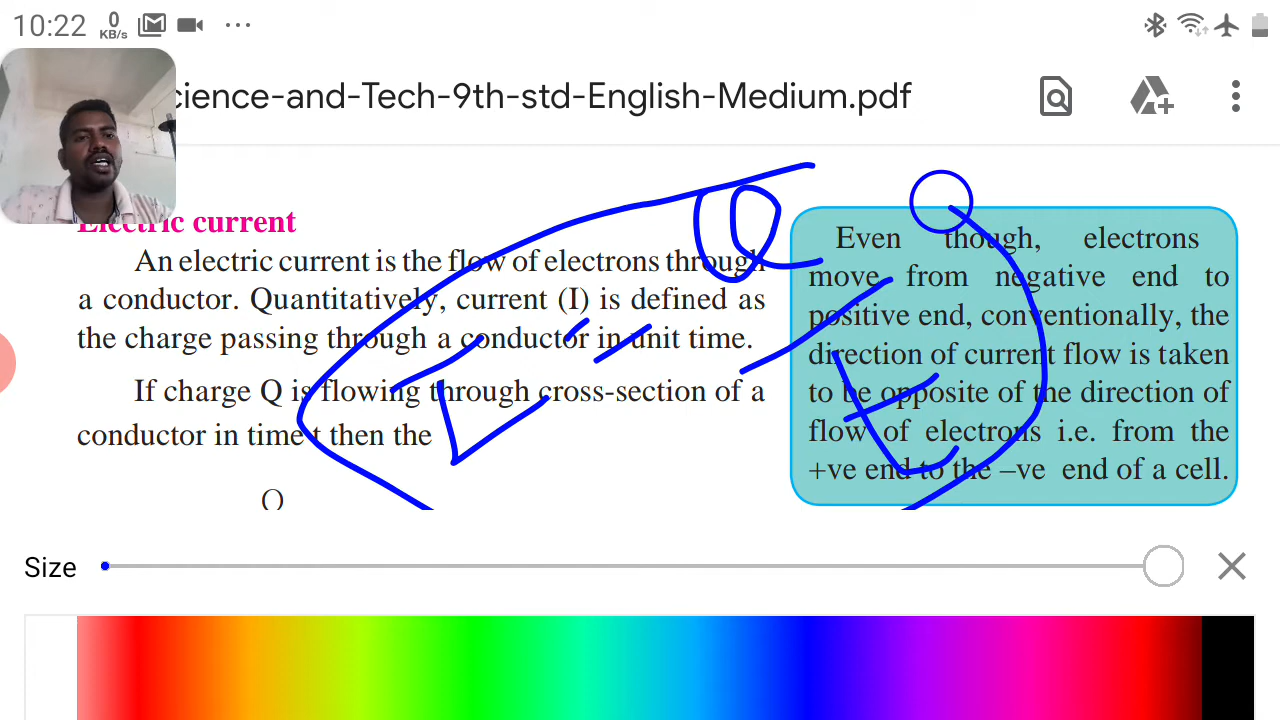 10:22 0 KB/s
cience-and-Tech-9th-std-English-Medium.pdf
Electric current
An electric current is the flow of electrons through
a conductor. Quantitatively, current (I) is defined as
the charge passing through a conductor in unit time.
If charge Q is flowing through cross-section of a
conductor in time t then the
Q
Even though, electrons
move from negative end to
positive end, conventionally, the
direction of current flow is taken
to be opposite of the direction of
flow of electrons i.e. from the
+ve end to the –ve end of a cell.
I = Q
t
Size